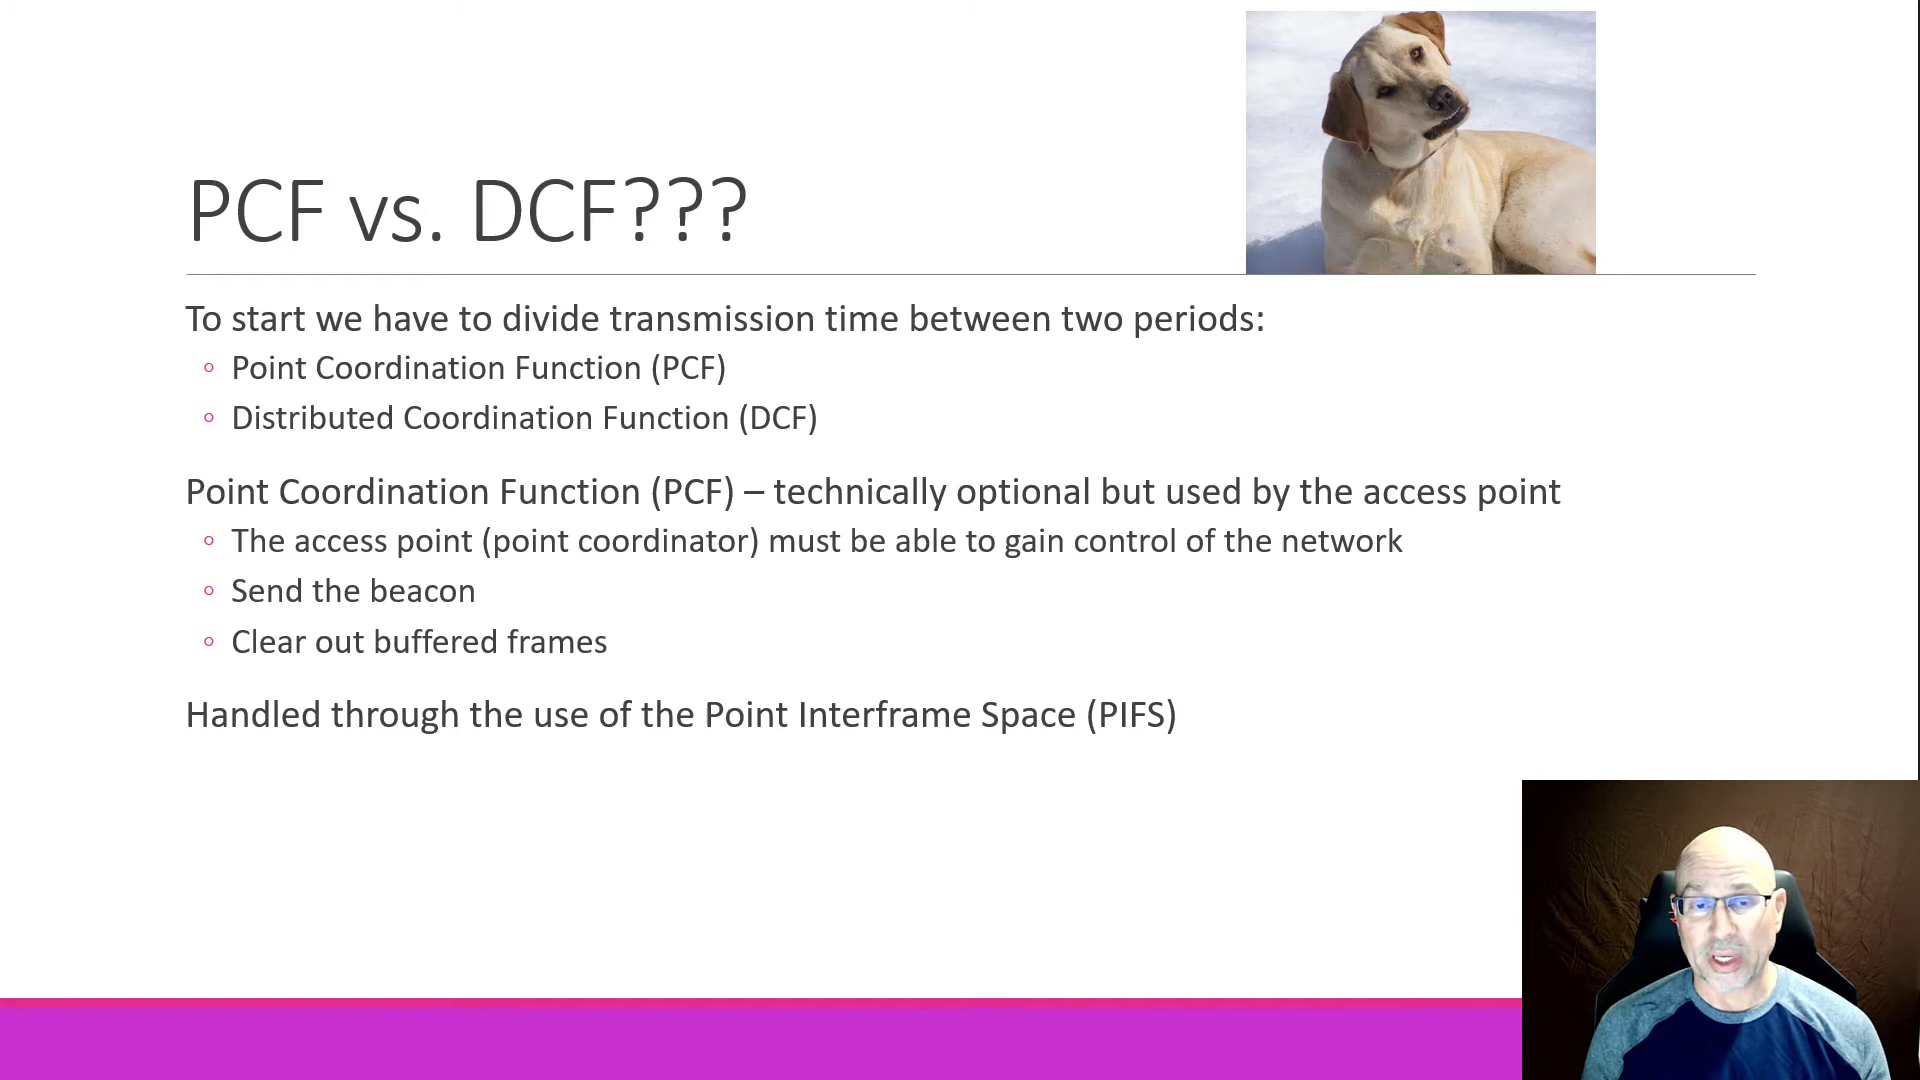 PCF vs. DCF???
To start we have to divide transmission time between two periods:
◦ Point Coordination Function (PCF)
◦ Distributed Coordination Function (DCF)
Point Coordination Function (PCF) – technically optional but used by the access point
◦ The access point (point coordinator) must be able to gain control of the network
◦ Send the beacon
◦ Clear out buffered frames
Handled through the use of the Point Interframe Space (PIFS)